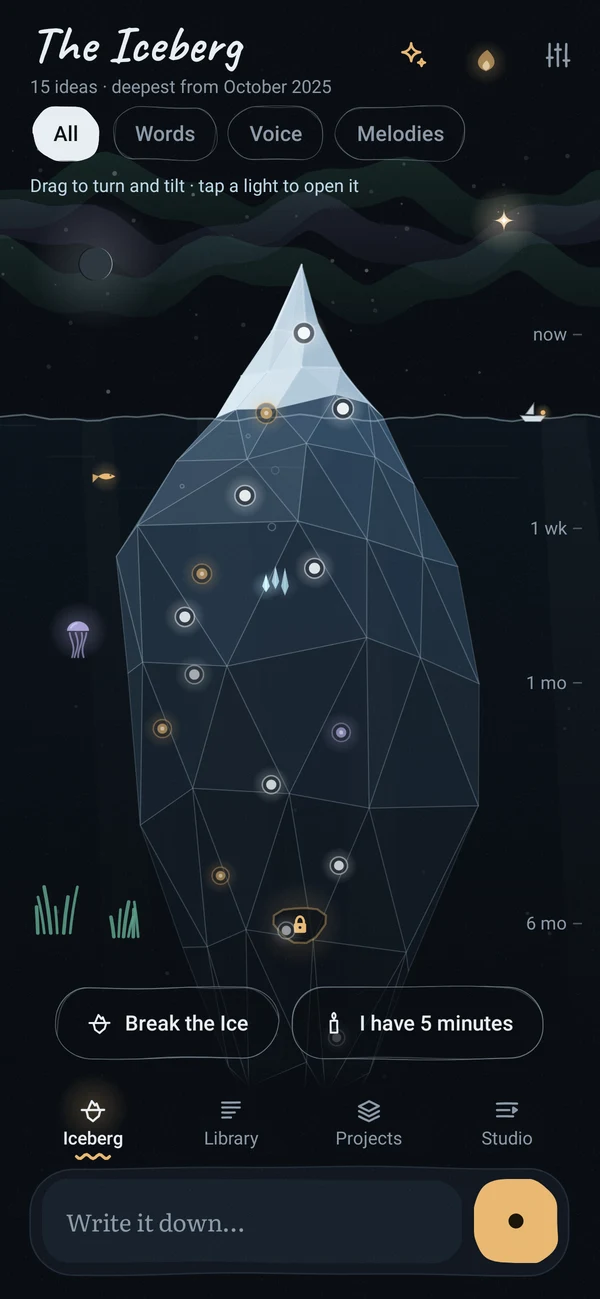 The Iceberg
15 ideas · deepest from October 2025
All
Words
Voice
Melodies
Drag to turn and tilt · tap a light to open it
now
1 wk
1 mo
6 mo
Break the Ice
I have 5 minutes
Iceberg
Library
Projects
Studio
Write it down...